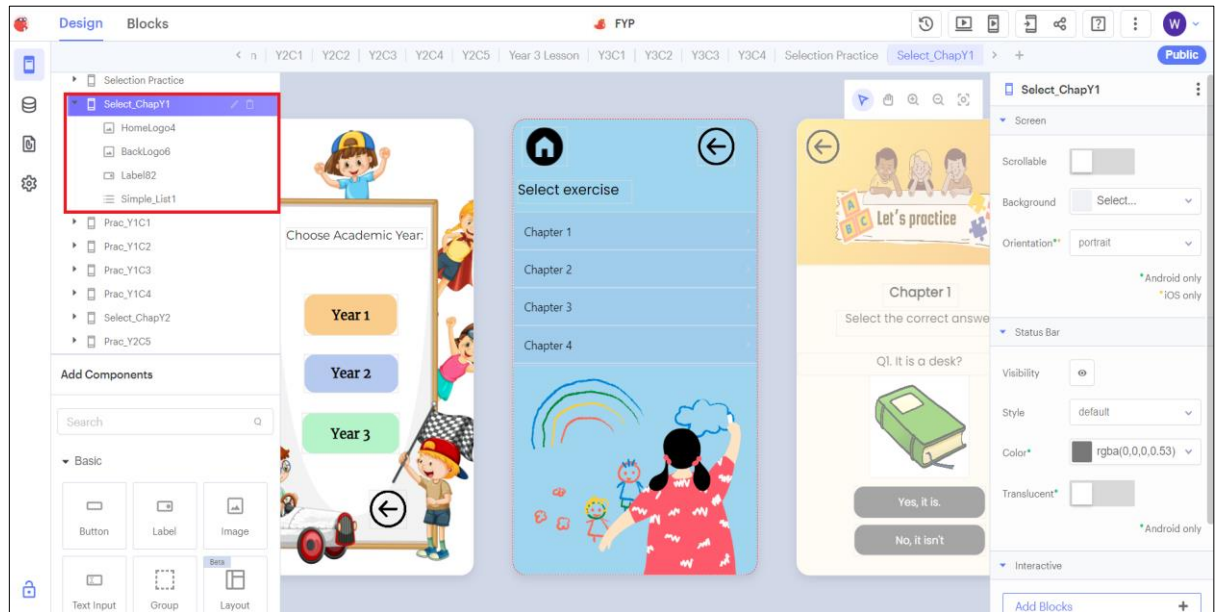 Design Blocks
FYP
? W
n Y2C1 Y2C2 Y2C3 Y2C4 Y2C5 Year 3 Lesson Y3C1 Y3C2 Y3C3 Y3C4 Selection Practice Select_ChapY1 +
Public
Selection Practice
Select_ChapY1
HomeLogo4
BackLogo6
Label82
Simple_List1
Prac_Y1C1
Prac_Y1C2
Prac_Y1C3
Prac_Y1C4
Select_ChapY2
Prac_Y2C5
Add Components
Search
Basic
Button Label Image
Beta
Text Input Group Layout
Choose Academic Year:
Year 1
Year 2
Year 3
Select exercise
Chapter 1
Chapter 2
Chapter 3
Chapter 4
A
B
C
Let's practice
Chapter 1
Select the correct answe
Q1. It is a desk?
Yes, it is.
No, it isn't
Select_ChapY1
Screen
Scrollable
Background Select...
Orientation** portrait
*Android only
*iOS only
Status Bar
Visibility
Style default
Color* rgba(0,0,0,0.53)
Translucent*
*Android only
Interactive
Add Blocks +